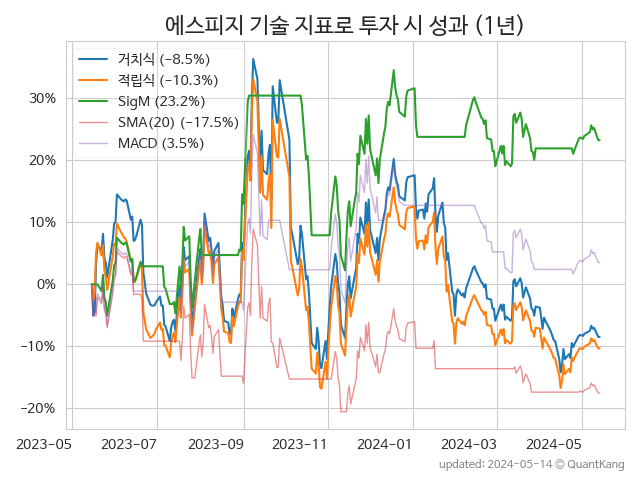 에스피지 기술 지표로 투자 시 성과 (1년)
거치식 (−8.5%)
적립식 (−10.3%)
SigM (23.2%)
SMA(20) (−17.5%)
MACD (3.5%)
30%
20%
10%
0%
−10%
−20%
2023-05 2023-07 2023-09 2023-11 2024-01 2024-03 2024-05
updated: 2024-05-14 © QuantKang